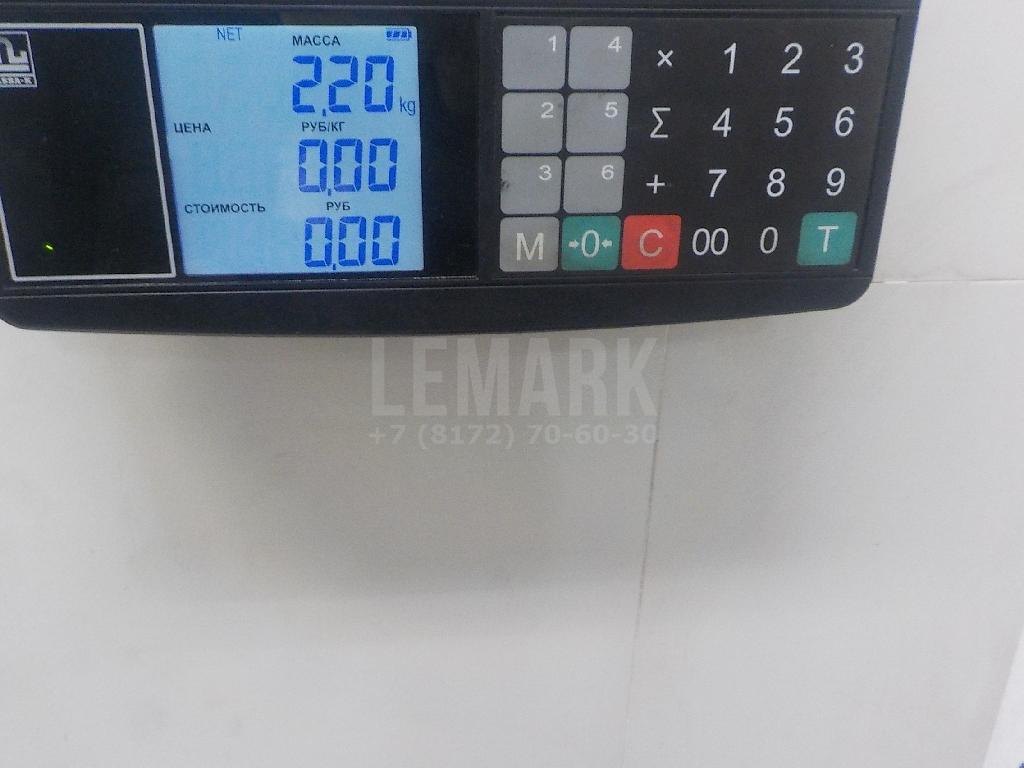 NET
МАССА
2,20 kg
ЦЕНА РУБ/КГ
0,00
СТОИМОСТЬ РУБ
0,00
1 4 × 1 2 3
2 5 Σ 4 5 6
3 6 + 7 8 9
M →0← C 00 0 T
LEMARK
+7 (8172) 70-60-30